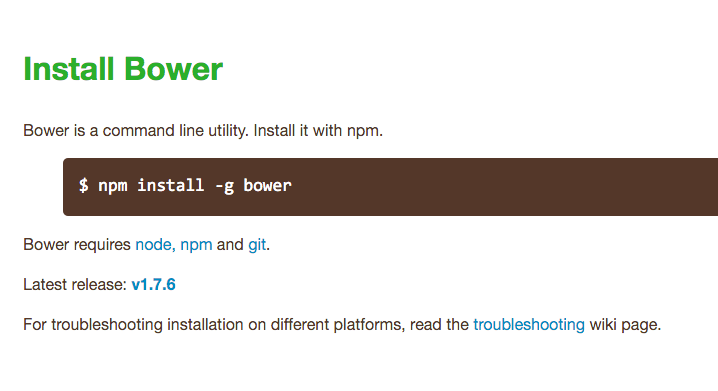 Install Bower
Bower is a command line utility. Install it with npm.
$ npm install -g bower
Bower requires node, npm and git.
Latest release: v1.7.6
For troubleshooting installation on different platforms, read the troubleshooting wiki page.